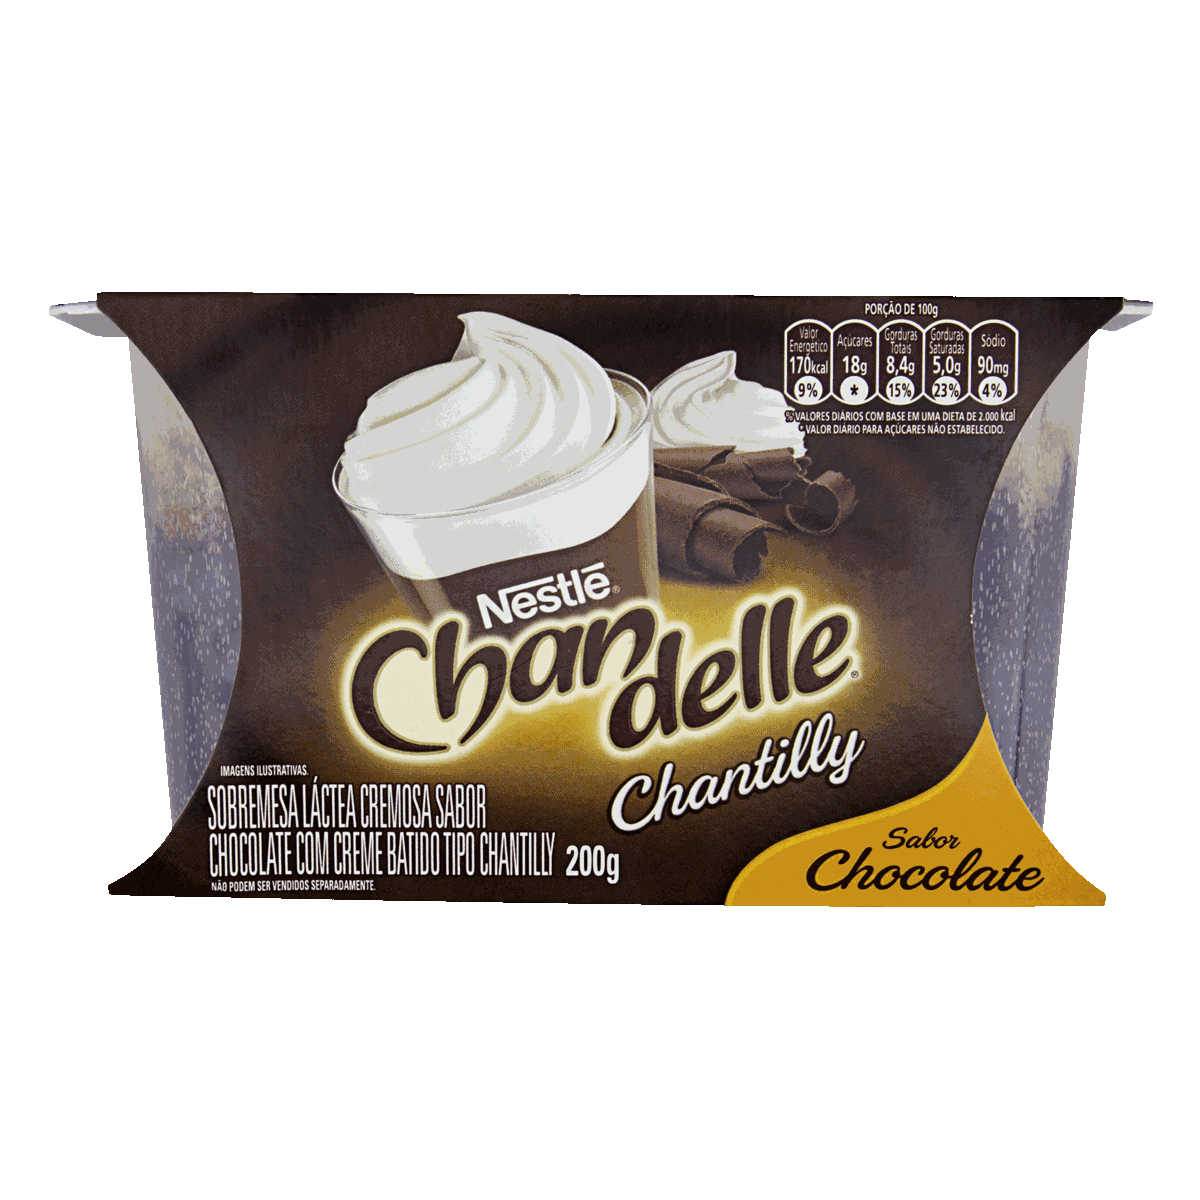 PORÇÃO DE 100g
Valor Energético 170kcal 9%
Açúcares 18g *
Gorduras Totais 8,4g 15%
Gorduras Saturadas 5,0g 23%
Sódio 90mg 4%
% VALORES DIÁRIOS COM BASE EM UMA DIETA DE 2.000 kcal
* VALOR DIÁRIO PARA AÇÚCARES NÃO ESTABELECIDO.
Nestlé®
Chandelle®
Chantilly
IMAGENS ILUSTRATIVAS.
SOBREMESA LÁCTEA CREMOSA SABOR
CHOCOLATE COM CREME BATIDO TIPO CHANTILLY 200g
NÃO PODEM SER VENDIDOS SEPARADAMENTE.
Sabor
Chocolate